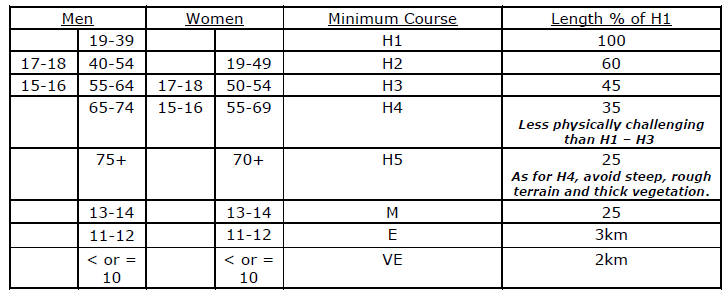 Men Women Minimum Course Length % of H1
19-39 H1 100
17-18 40-54 19-49 H2 60
15-16 55-64 17-18 50-54 H3 45
65-74 15-16 55-69 H4 35
Less physically challenging
than H1 – H3
75+ 70+ H5 25
As for H4, avoid steep, rough
terrain and thick vegetation.
13-14 13-14 M 25
11-12 11-12 E 3km
< or = < or = VE 2km
10 10